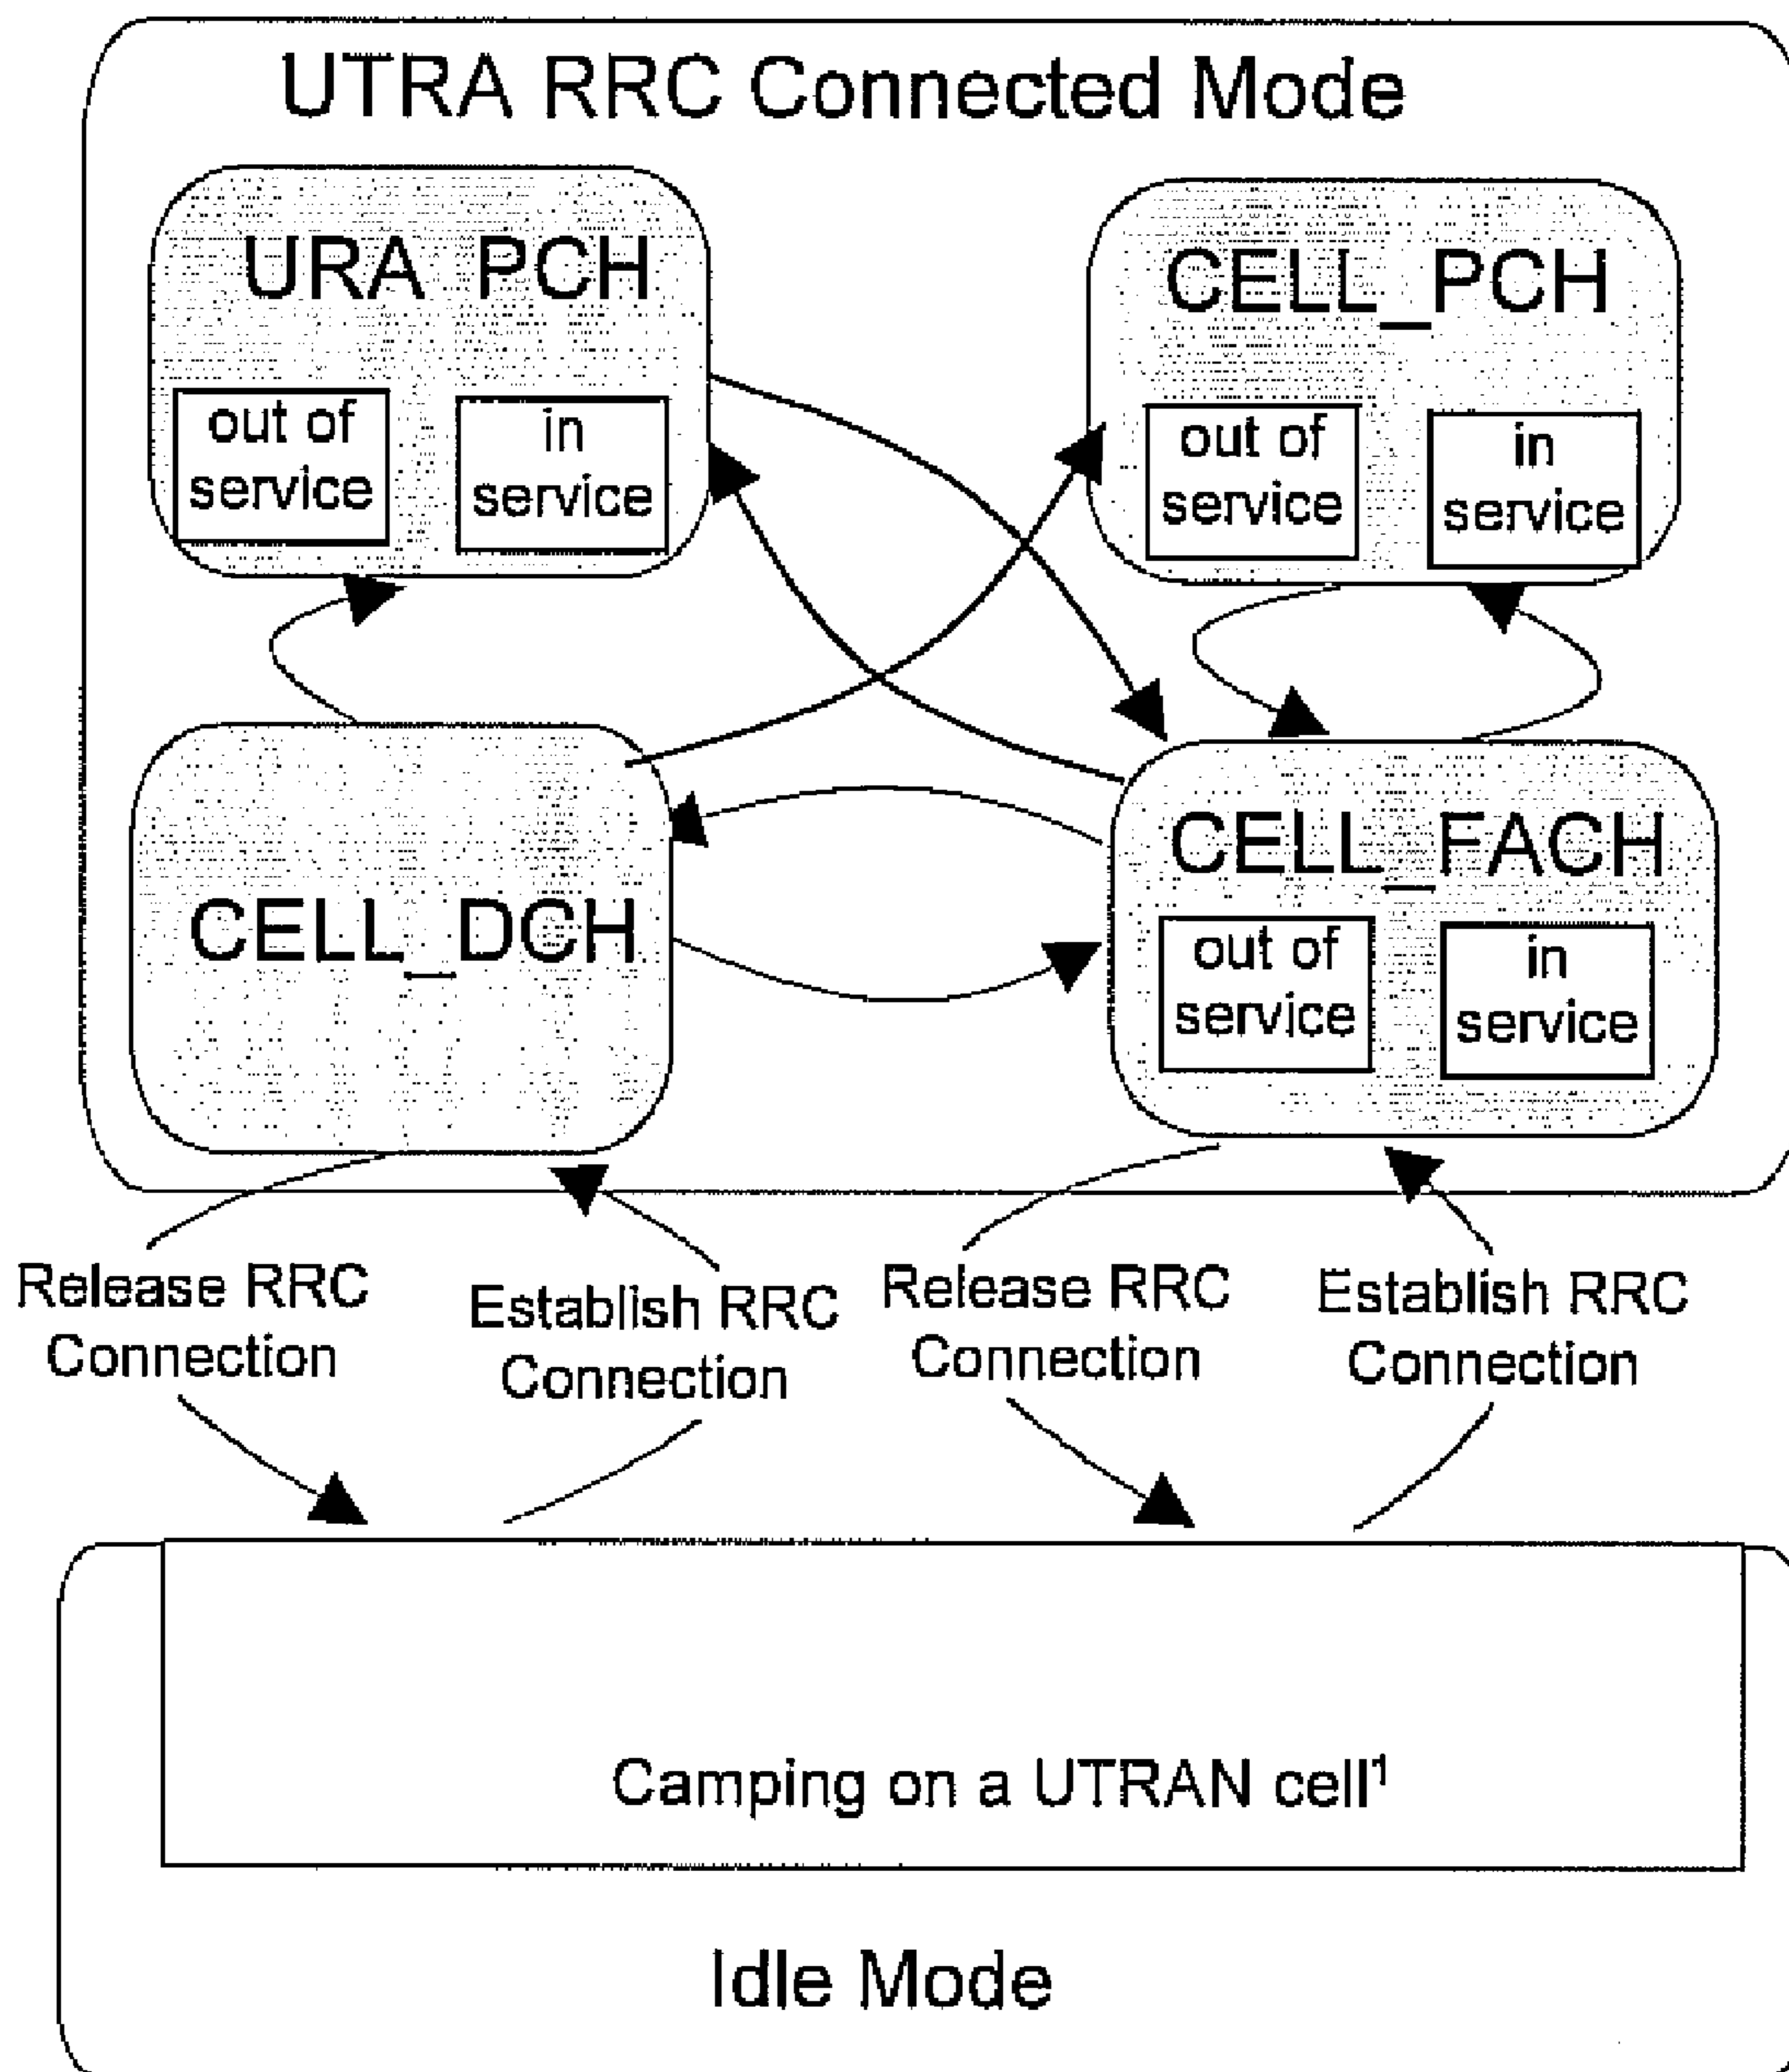 UTRA RRC Connected Mode
URA PCH
out of
service
in
service
CELL_PCH
out of
service
in
service
CELL_DCH
CELL_FACH
out of
service
in
service
Release RRC
Connection
Establish RRC
Connection
Release RRC
Connection
Establish RRC
Connection
Camping on a UTRAN cell¹
Idle Mode